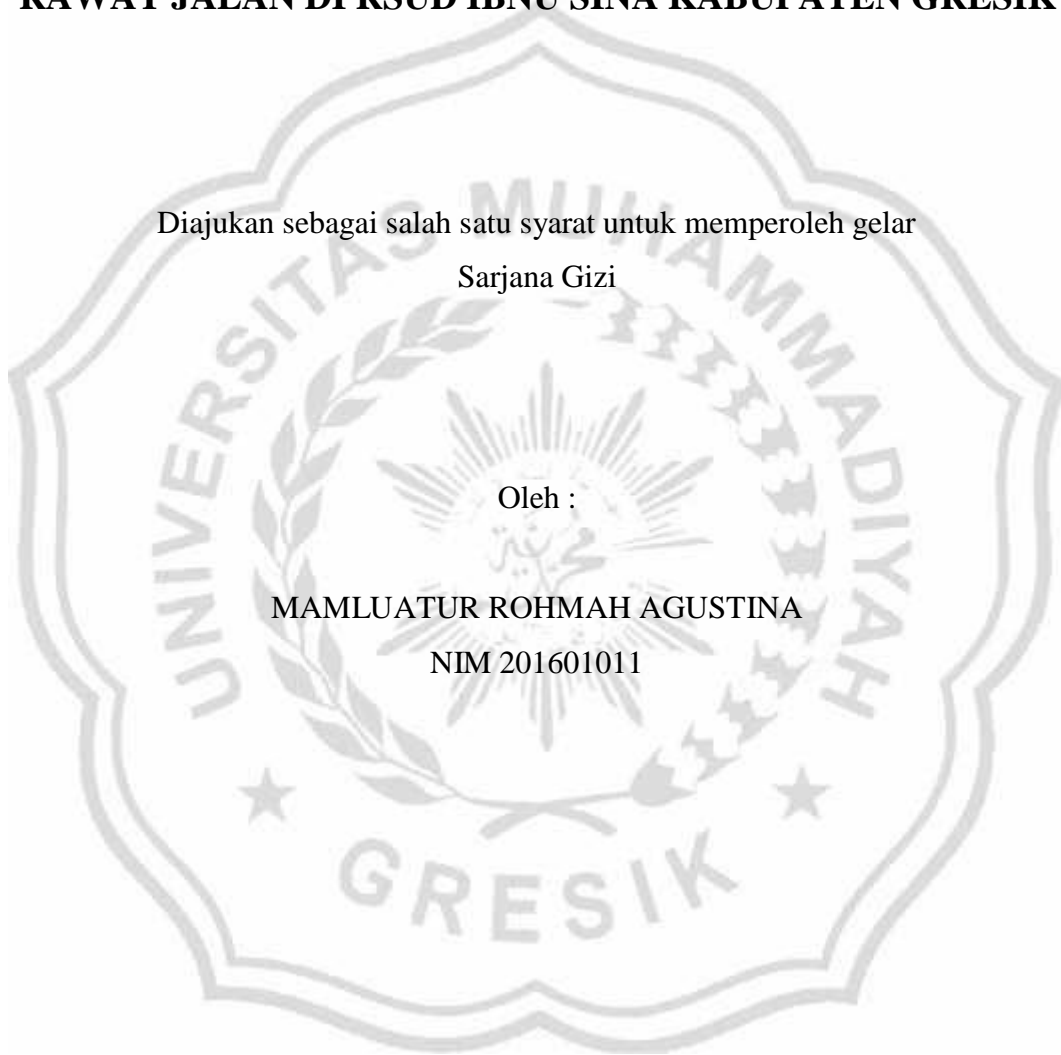 RAWAT JALAN DI RSUD IBNU SINA KABUPATEN GRESIK
Diajukan sebagai salah satu syarat untuk memperoleh gelar
Sarjana Gizi
Oleh :
MAMLUATUR ROHMAH AGUSTINA
NIM 201601011
UNIVERSITAS MUHAMMADIYAH
GRESIK